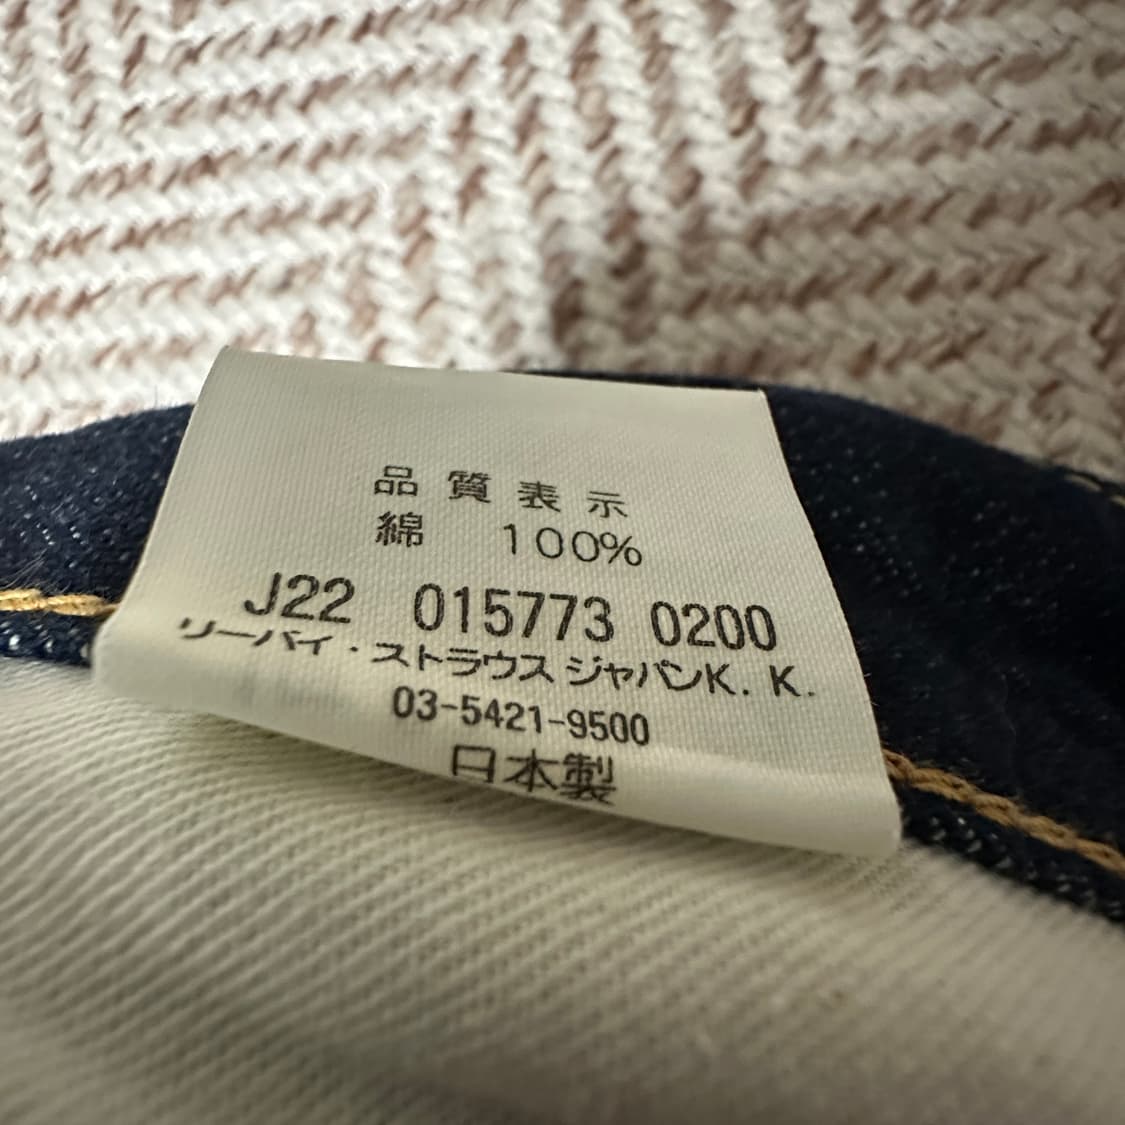 品質表示
綿 100%
J22 015773 0200
リーバイ・ストラウス ジャパンK. K.
03-5421-9500
日本製